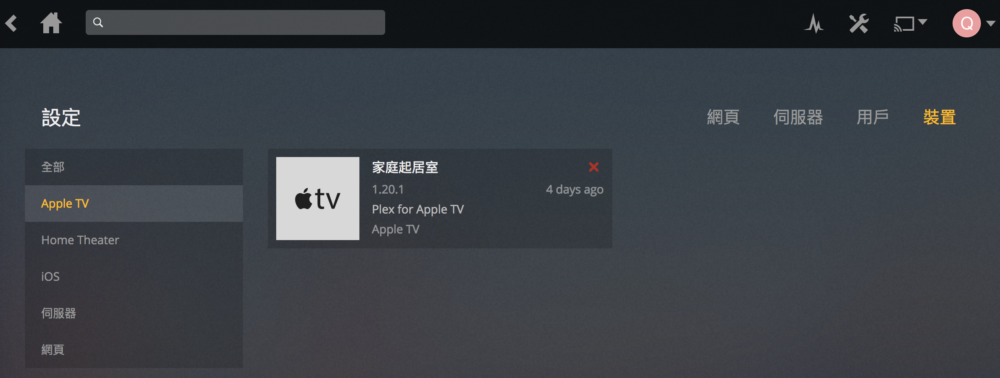 Q
設定
網頁 伺服器 用戶 裝置
全部
Apple TV
Home Theater
iOS
伺服器
網頁
tv
家庭起居室
1.20.1 4 days ago
Plex for Apple TV
Apple TV